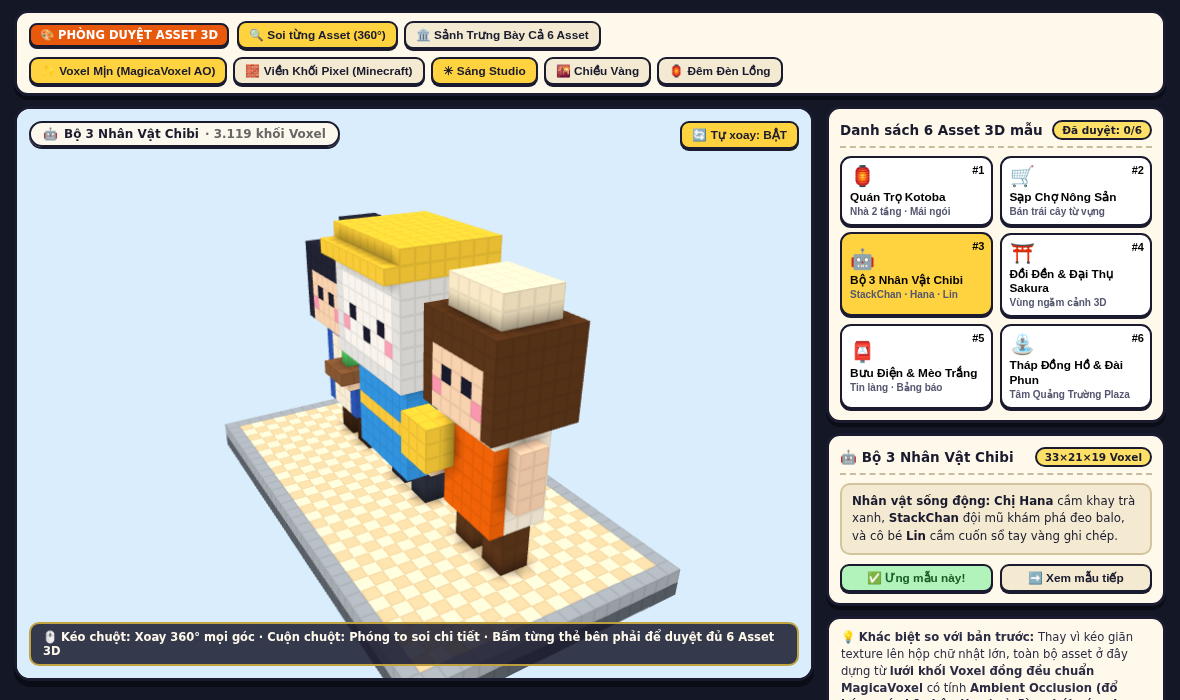 🎨 PHÒNG DUYỆT ASSET 3D
🔍 Soi từng Asset (360°)
🏛️ Sảnh Trưng Bày Cả 6 Asset
✨ Voxel Mịn (MagicaVoxel AO)
🧱 Viền Khối Pixel (Minecraft)
☀ Sáng Studio
🌇 Chiều Vàng
🏮 Đêm Đèn Lồng
🤖 Bộ 3 Nhân Vật Chibi · 3.119 khối Voxel
🔄 Tự xoay: BẬT
🖱️ Kéo chuột: Xoay 360° mọi góc · Cuộn chuột: Phóng to soi chi tiết · Bấm từng thẻ bên phải để duyệt đủ 6 Asset
3D
Danh sách 6 Asset 3D mẫu
Đã duyệt: 0/6
#1
Quán Trọ Kotoba
Nhà 2 tầng · Mái ngói
#2
Sạp Chợ Nông Sản
Bán trái cây từ vựng
#3
Bộ 3 Nhân Vật Chibi
StackChan · Hana · Lin
#4
Đồi Đền & Đại Thụ
Sakura
Vùng ngắm cảnh 3D
#5
Bưu Điện & Mèo Trắng
Tin làng · Bảng báo
#6
Tháp Đồng Hồ & Đài
Phun
Tâm Quảng Trường Plaza
🤖 Bộ 3 Nhân Vật Chibi
33×21×19 Voxel
Nhân vật sống động: Chị Hana cầm khay trà
xanh, StackChan đội mũ khám phá đeo balo,
và cô bé Lin cầm cuốn sổ tay vàng ghi chép.
✅ Ưng mẫu này!
➡️ Xem mẫu tiếp
💡 Khác biệt so với bản trước: Thay vì kéo giãn
texture lên hộp chữ nhật lớn, toàn bộ asset ở đây
dựng từ lưới khối Voxel đồng đều chuẩn
MagicaVoxel có tính Ambient Occlusion (đổ